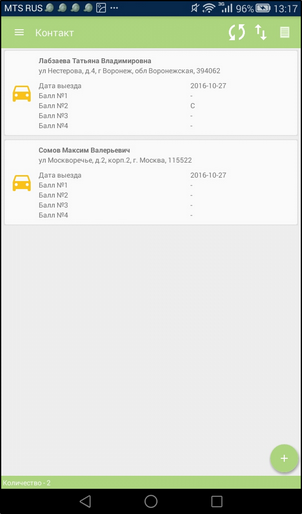 MTS RUS ... 3G 96% 13:17
Контакт
Лабзаева Татьяна Владимировна
ул Нестерова, д.4, г Воронеж, обл Воронежская, 394062
Дата выезда 2016-10-27
Балл №1 -
Балл №2 C
Балл №3 -
Балл №4 -
Сомов Максим Валерьевич
ул Москворечье, д.2, корп.2, г. Москва, 115522
Дата выезда 2016-10-27
Балл №1 -
Балл №2 -
Балл №3 -
Балл №4 -
+
Количество - 2